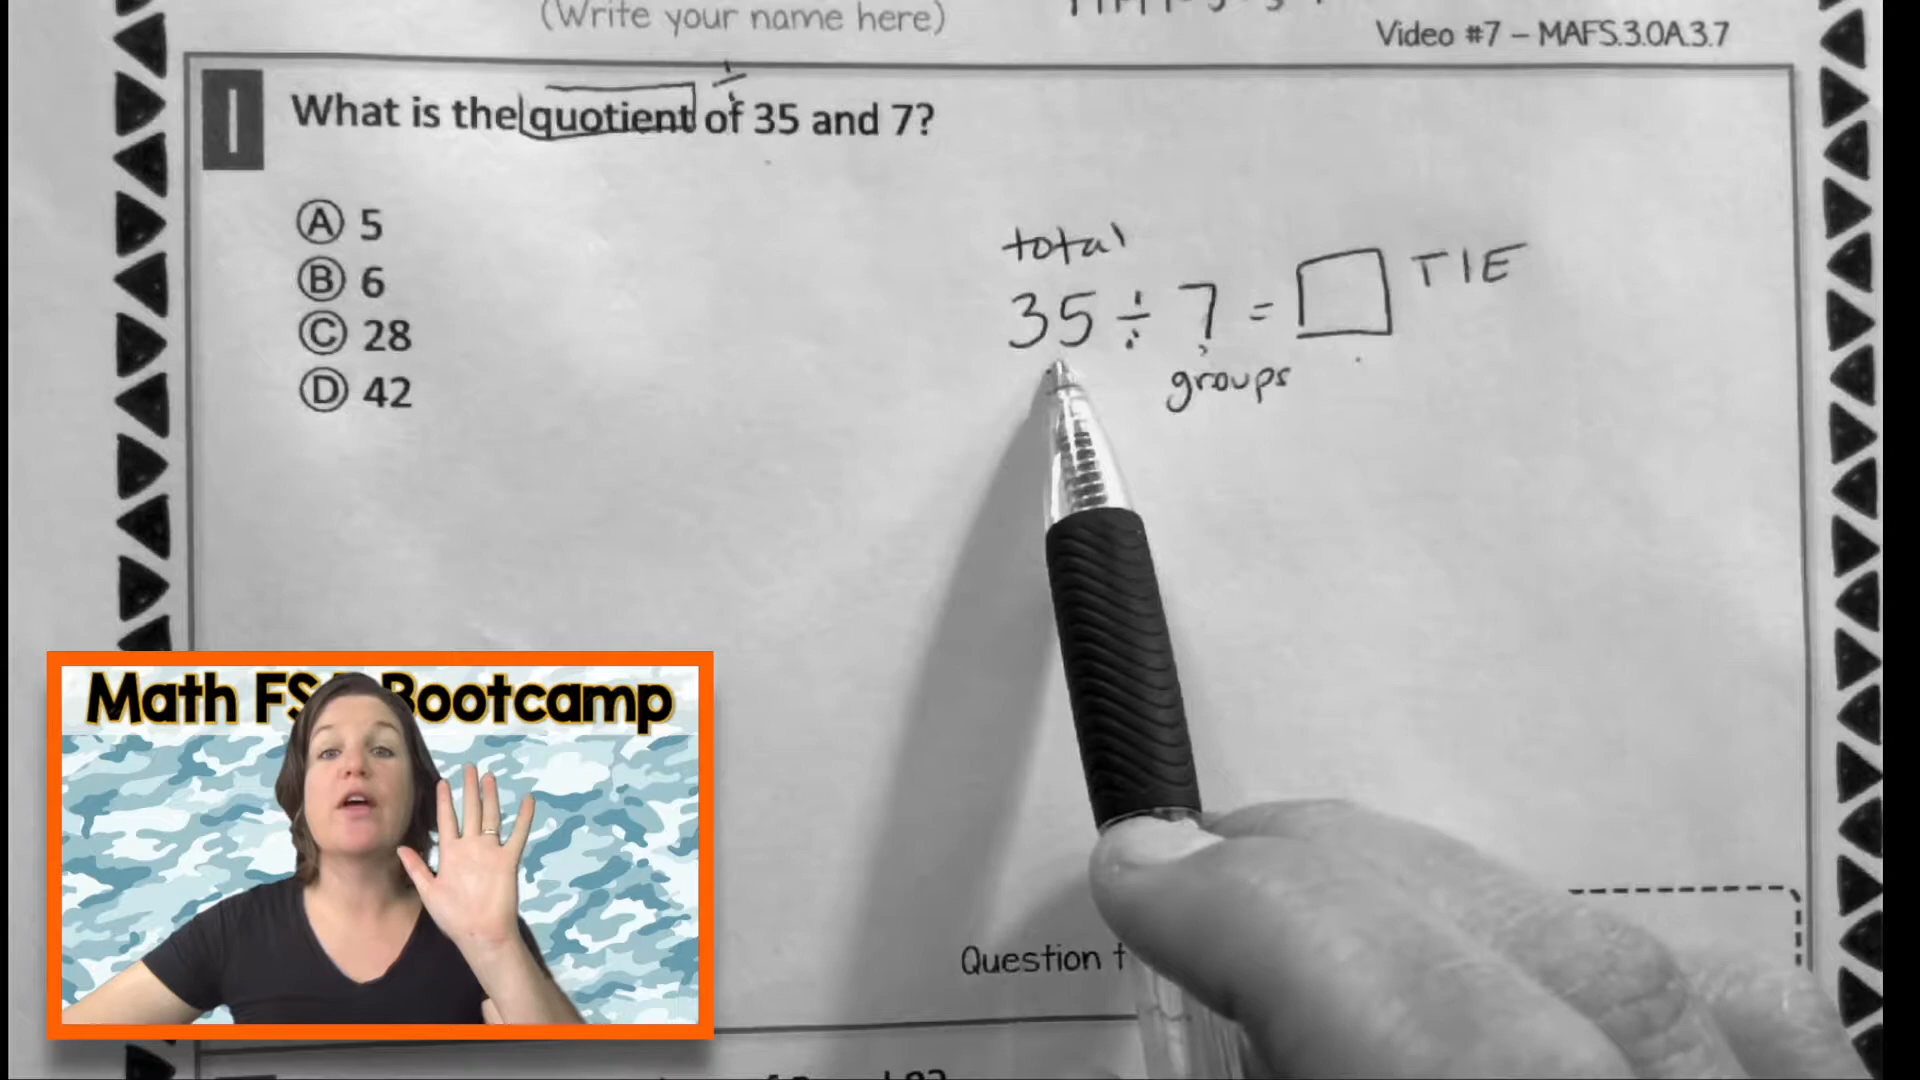 (Write your name here)
Video #7 – MAFS.3.OA.3.7
1 What is the quotient of 35 and 7?
÷
A 5
B 6
C 28
D 42
total
35 ÷ 7 = TIE
groups
Math FSA Bootcamp
Question